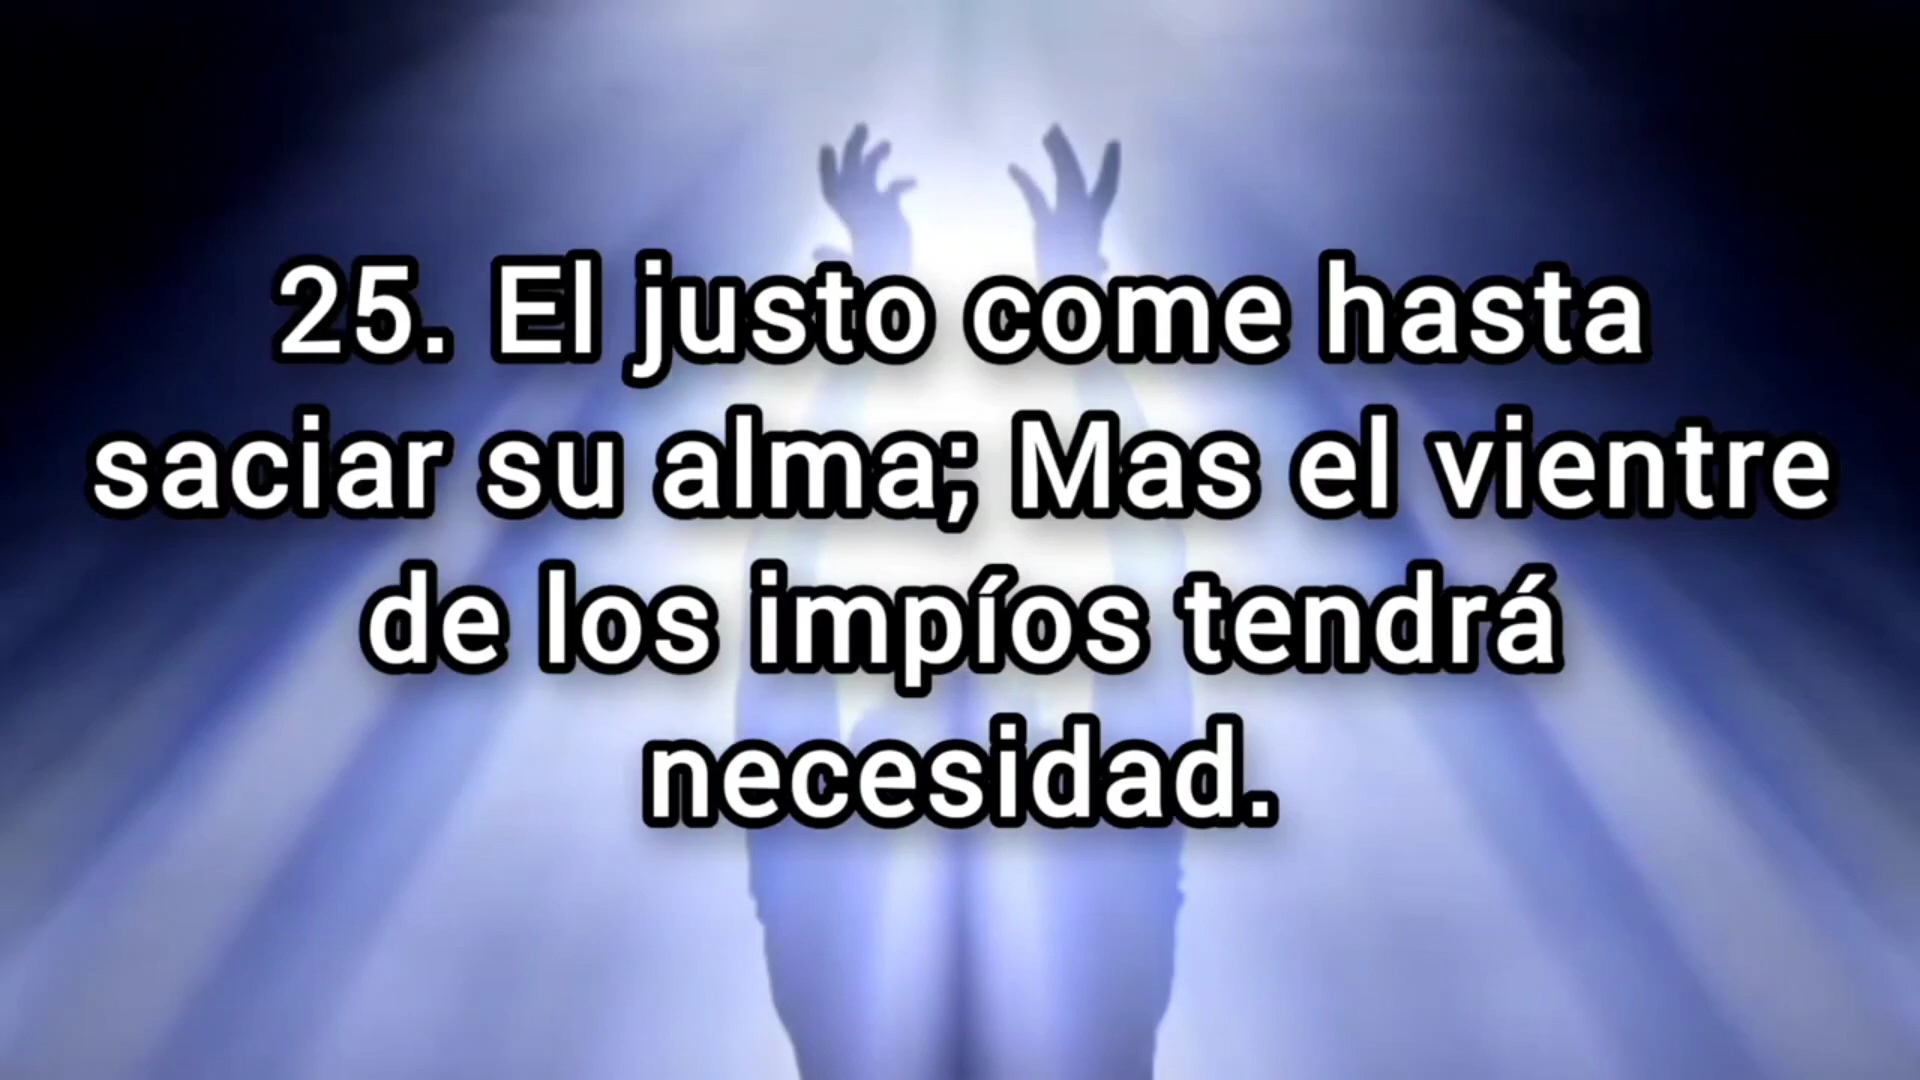 25. El justo come hasta
saciar su alma; Mas el vientre
de los impíos tendrá
necesidad.